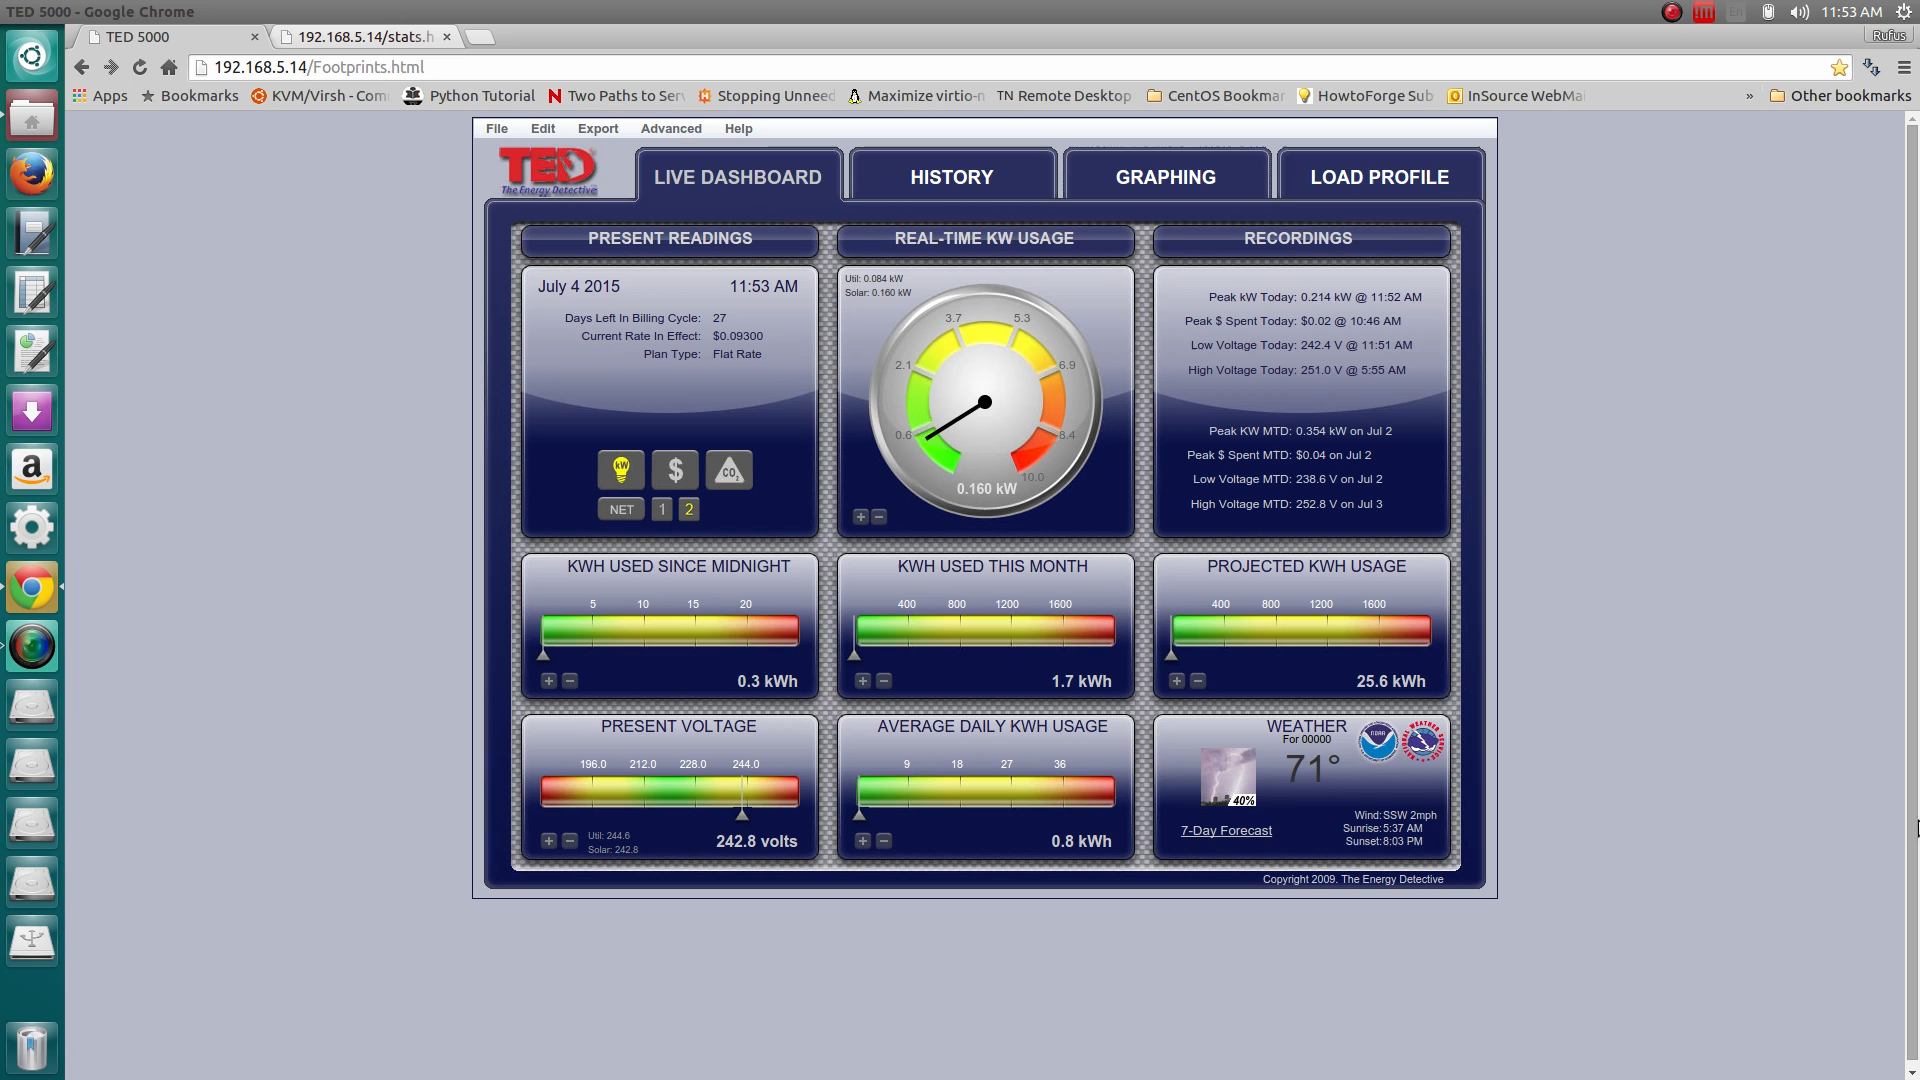 TED 5000 - Google Chrome
11:53 AM
TED 5000
192.168.5.14/stats.h
Rufus
192.168.5.14/Footprints.html
Apps
Bookmarks
KVM/Virsh - Com
Python Tutorial
Two Paths to Serv
Stopping Unneed
Maximize virtio-n
TN Remote Desktop
CentOS Bookmar
HowtoForge Sub
InSource WebMai
» Other bookmarks
File Edit Export Advanced Help
TED
The Energy Detective
LIVE DASHBOARD
HISTORY
GRAPHING
LOAD PROFILE
PRESENT READINGS
July 4 2015 11:53 AM
Days Left In Billing Cycle: 27
Current Rate In Effect: $0.09300
Plan Type: Flat Rate
kW
$
CO2
NET 1 2
REAL-TIME KW USAGE
Util: 0.084 kW
Solar: 0.160 kW
3.7 5.3
2.1 6.9
0.6 8.4
10.0
0.160 kW
RECORDINGS
Peak kW Today: 0.214 kW @ 11:52 AM
Peak $ Spent Today: $0.02 @ 10:46 AM
Low Voltage Today: 242.4 V @ 11:51 AM
High Voltage Today: 251.0 V @ 5:55 AM
Peak KW MTD: 0.354 kW on Jul 2
Peak $ Spent MTD: $0.04 on Jul 2
Low Voltage MTD: 238.6 V on Jul 2
High Voltage MTD: 252.8 V on Jul 3
KWH USED SINCE MIDNIGHT
5 10 15 20
0.3 kWh
KWH USED THIS MONTH
400 800 1200 1600
1.7 kWh
PROJECTED KWH USAGE
400 800 1200 1600
25.6 kWh
PRESENT VOLTAGE
196.0 212.0 228.0 244.0
Util: 244.6
Solar: 242.8
242.8 volts
AVERAGE DAILY KWH USAGE
9 18 27 36
0.8 kWh
WEATHER
For 00000
NOAA
71°
40%
7-Day Forecast
Wind: SSW 2mph
Sunrise: 5:37 AM
Sunset: 8:03 PM
Copyright 2009. The Energy Detective